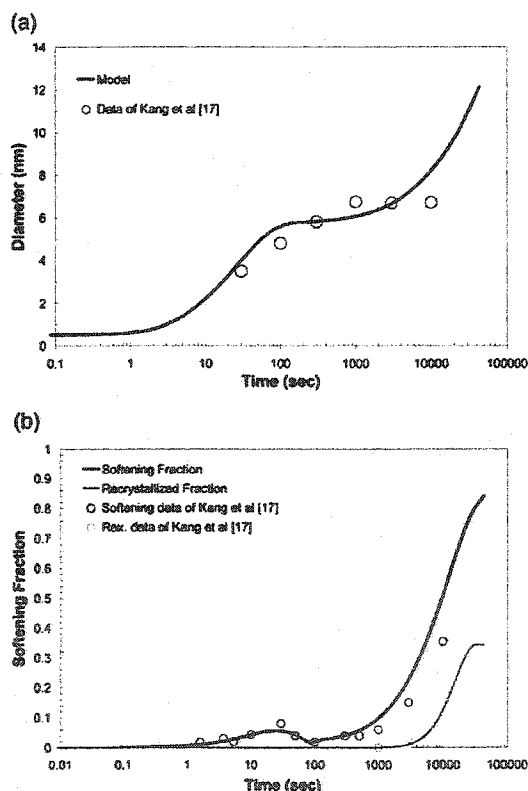 (a)
14
12
10
8
6
4
2
0
Diameter (nm)
Model
Data of Kang et al [17]
0.1 1 10 100 1000 10000 100000
Time (sec)
(b)
1
0.9
0.8
0.7
0.6
0.5
0.4
0.3
0.2
0.1
0
Softening Fraction
Softening Fraction
Recrystallized Fraction
Softening data of Kang et al [17]
Rex. data of Kang et al [17]
0.01 0.1 1 10 100 1000 10000 100000
Time (sec)